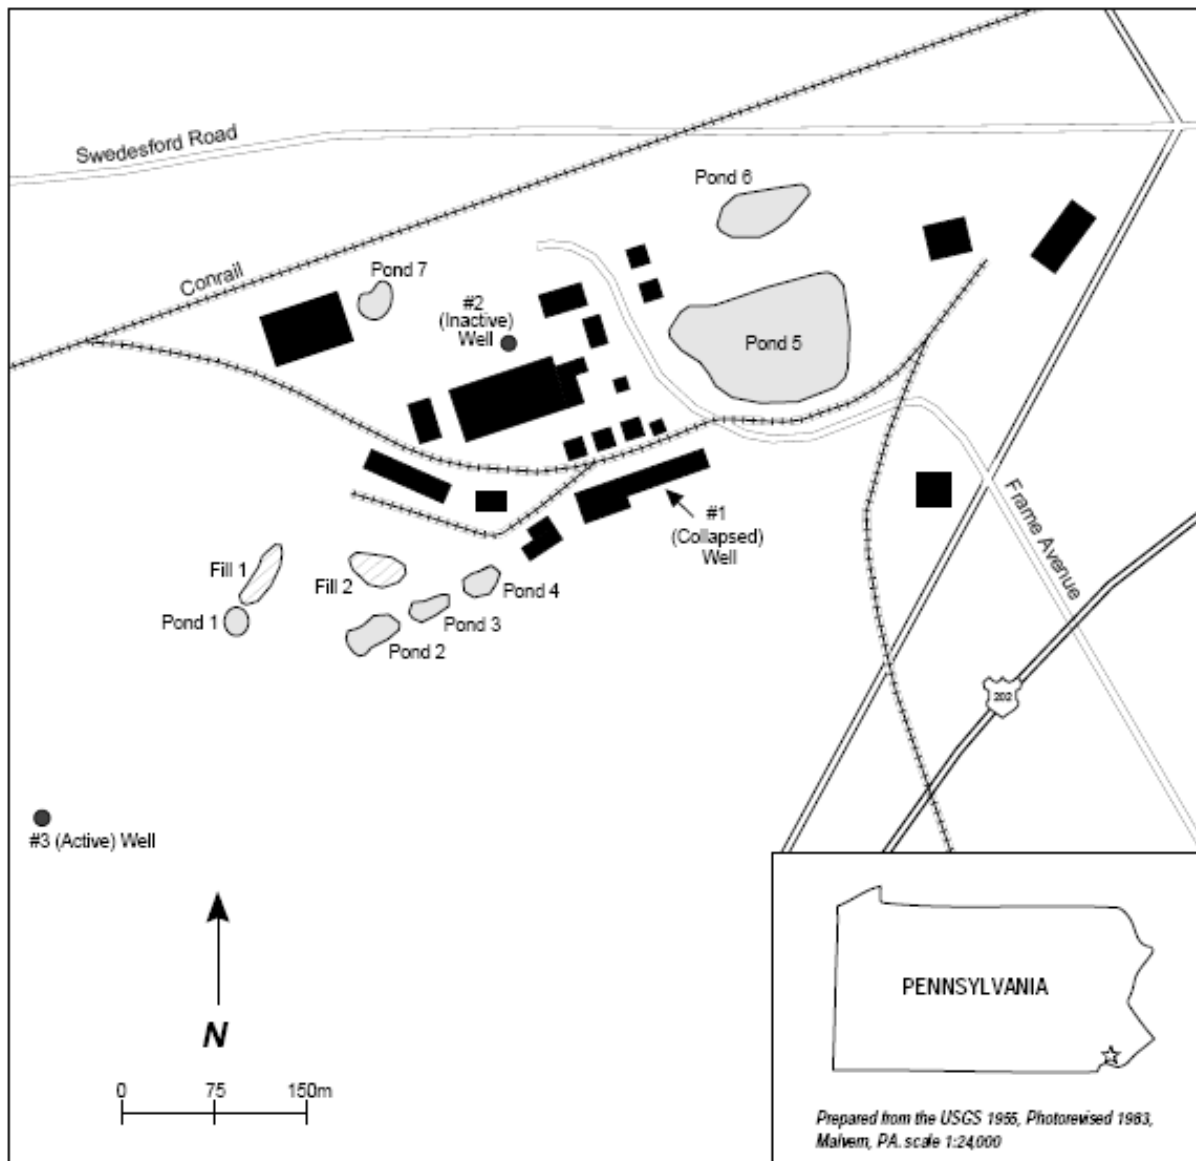 Swedesford Road
Pond 6
Conrail
Pond 7
#2
(Inactive)
Well
Pond 5
#1
(Collapsed)
Well
Frame Avenue
Fill 1
Fill 2
Pond 4
Pond 1
Pond 3
Pond 2
202
#3 (Active) Well
N
0 75 150m
PENNSYLVANIA
Prepared from the USGS 1955, Photorevised 1983,
Malvern, PA. scale 1:24,000